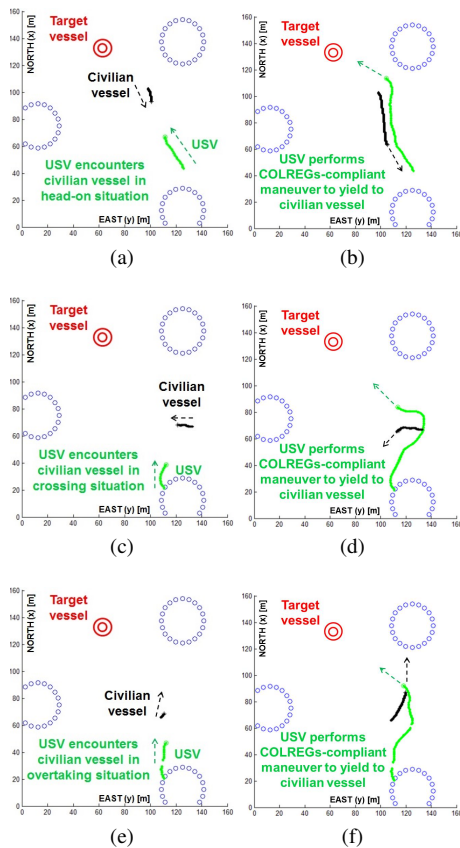 160
140
120
100
80
60
40
20
0
NORTH (x) [m]
Target
vessel
Civilian
vessel
USV
USV encounters
civilian vessel in
head-on situation
EAST (y) [m]
0 20 40 60 80 100 120 140 160
(a)
160
140
120
100
80
60
40
20
0
NORTH (x) [m]
Target
vessel
USV performs
COLREGs-compliant
maneuver to yield to
civilian vessel
EAST (y) [m]
0 20 40 60 80 100 120 140 160
(b)
160
140
120
100
80
60
40
20
0
NORTH (x) [m]
Target
vessel
Civilian
vessel
USV encounters
civilian vessel in
crossing situation
USV
EAST (y) [m]
0 20 40 60 80 100 120 140 160
(c)
160
140
120
100
80
60
40
20
0
NORTH (x) [m]
Target
vessel
USV performs
COLREGs-compliant
maneuver to yield to
civilian vessel
EAST (y) [m]
0 20 40 60 80 100 120 140 160
(d)
160
140
120
100
80
60
40
20
0
NORTH (x) [m]
Target
vessel
Civilian
vessel
USV encounters
civilian vessel in
overtaking situation
USV
EAST (y) [m]
0 20 40 60 80 100 120 140 160
(e)
160
140
120
100
80
60
40
20
0
NORTH (x) [m]
Target
vessel
USV performs
COLREGs-compliant
maneuver to yield to
civilian vessel
EAST (y) [m]
0 20 40 60 80 100 120 140 160
(f)